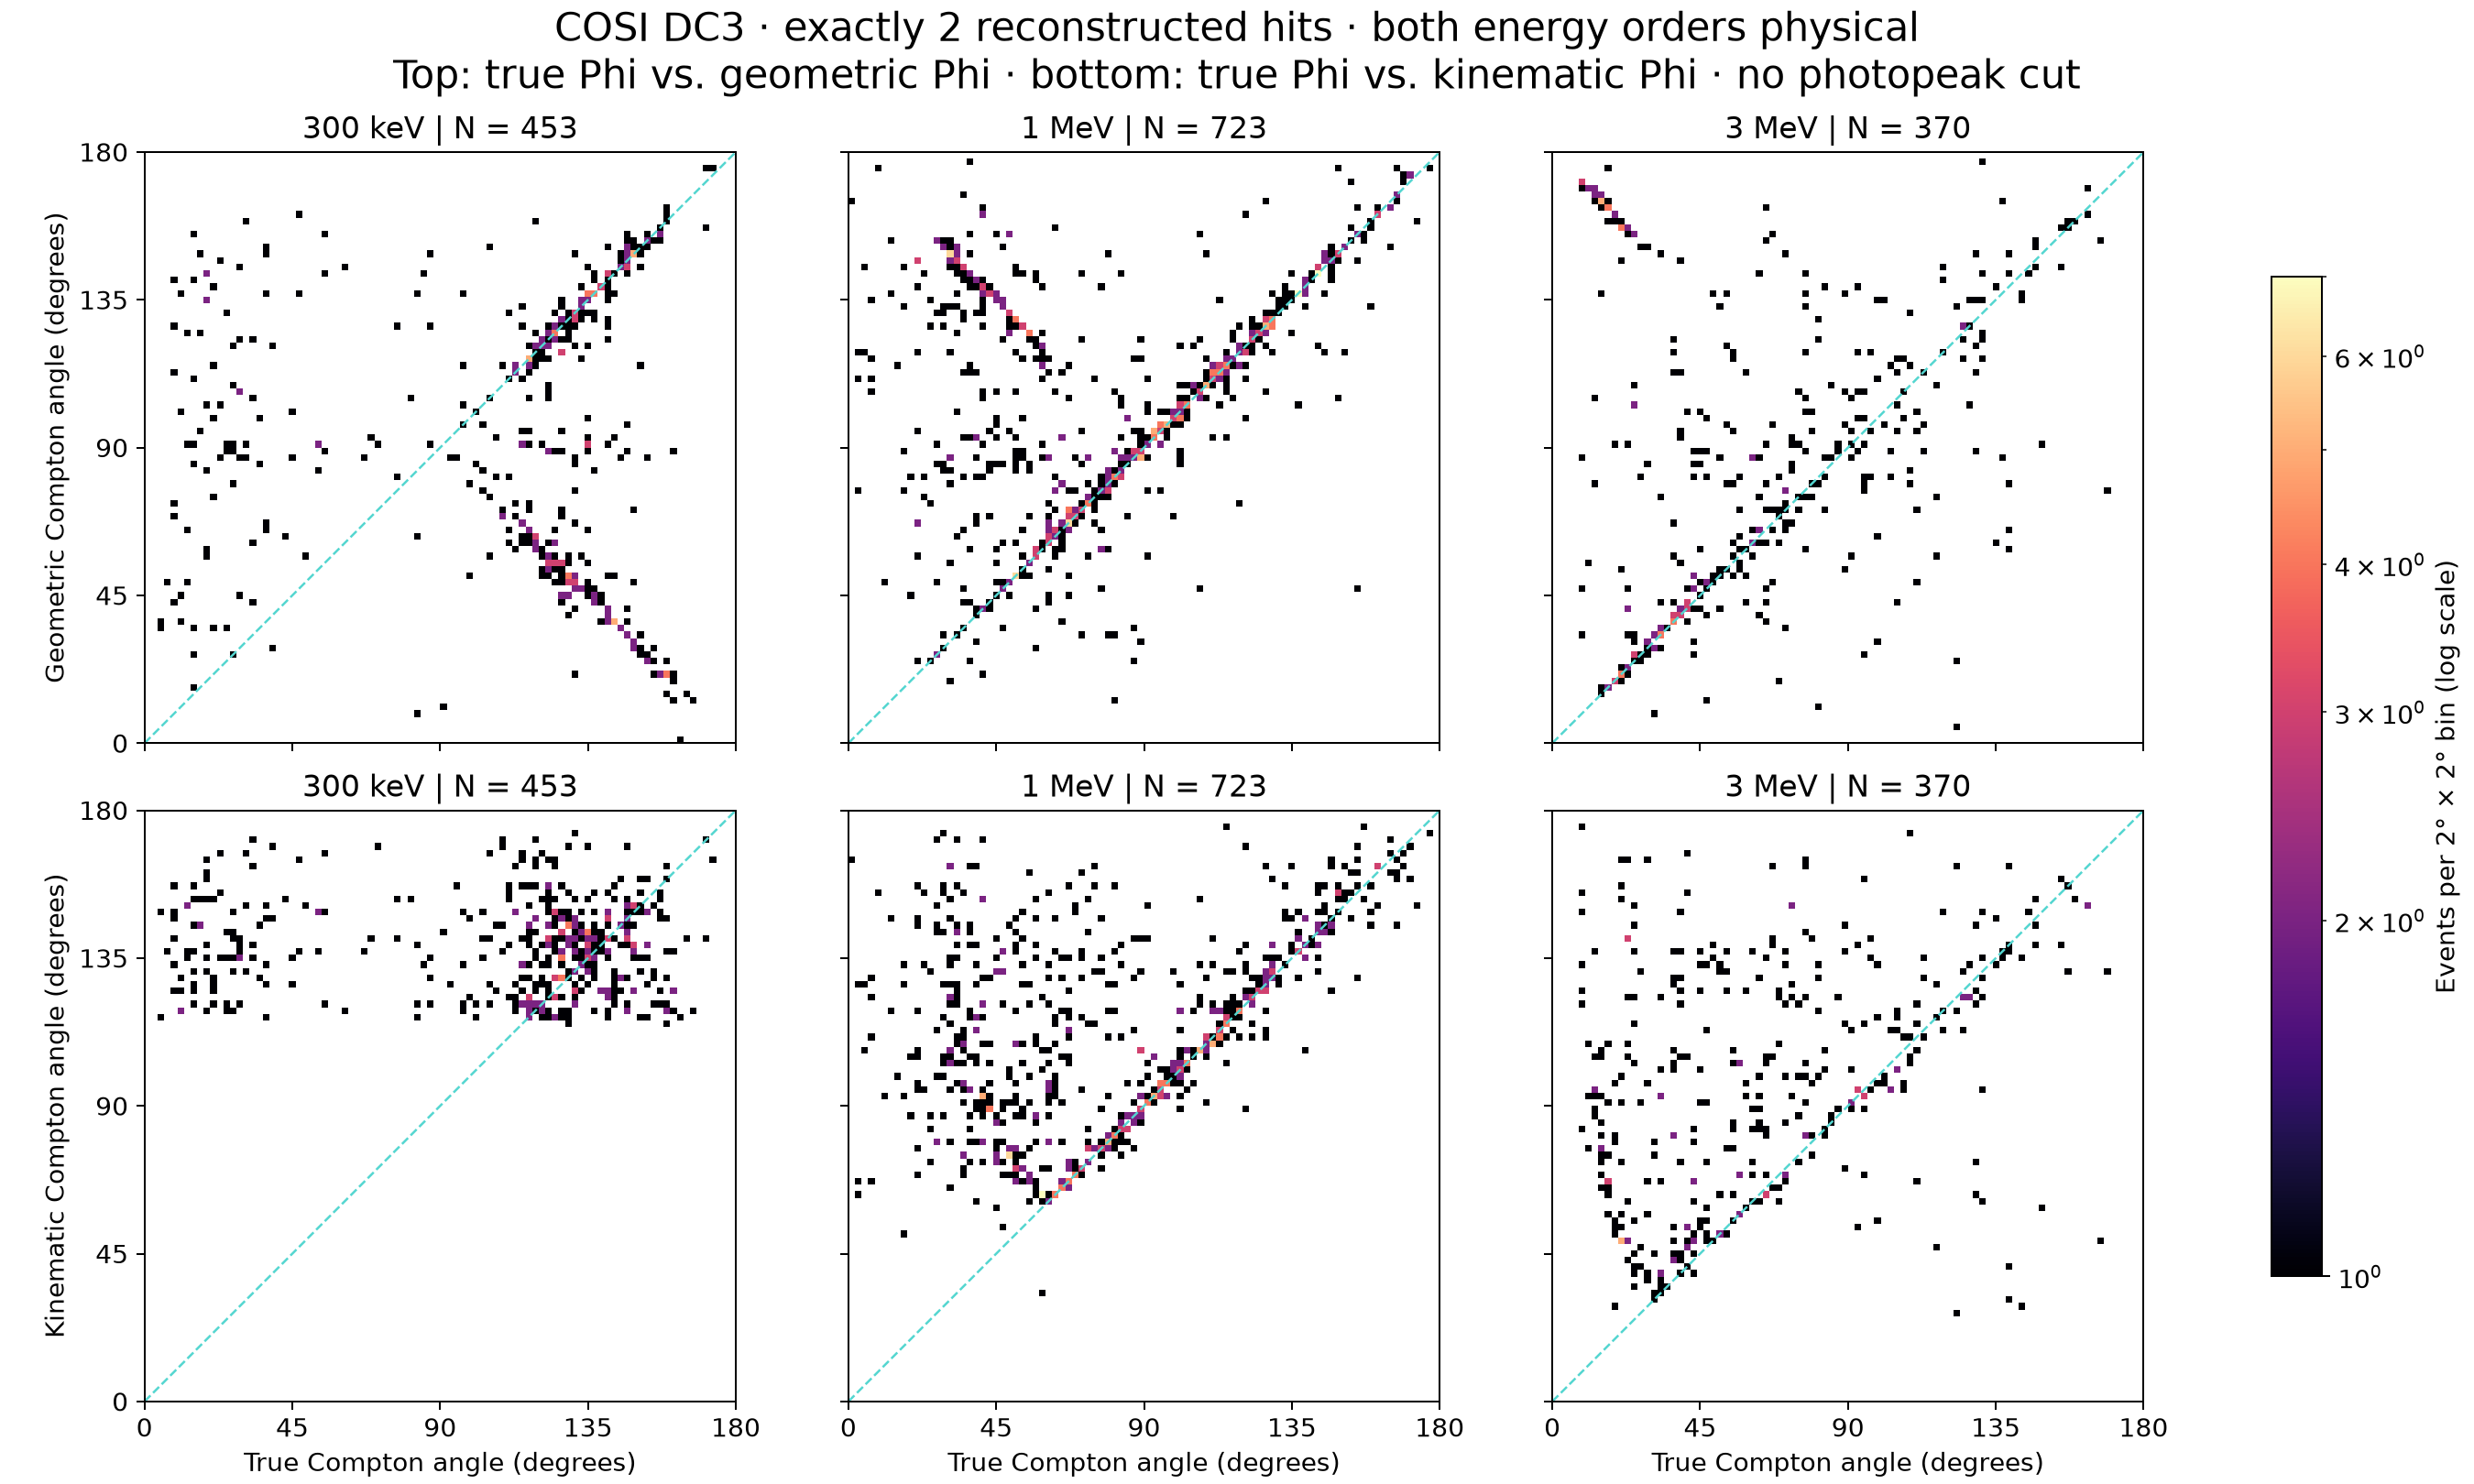 COSI DC3 · exactly 2 reconstructed hits · both energy orders physical
Top: true Phi vs. geometric Phi · bottom: true Phi vs. kinematic Phi · no photopeak cut
300 keV | N = 453
1 MeV | N = 723
3 MeV | N = 370
Geometric Compton angle (degrees)
180
135
90
45
0
300 keV | N = 453
1 MeV | N = 723
3 MeV | N = 370
Kinematic Compton angle (degrees)
180
135
90
45
0
0 45 90 135 180
0 45 90 135 180
0 45 90 135 180
True Compton angle (degrees)
True Compton angle (degrees)
True Compton angle (degrees)
6 × 10⁰
4 × 10⁰
3 × 10⁰
2 × 10⁰
10⁰
Events per 2° × 2° bin (log scale)